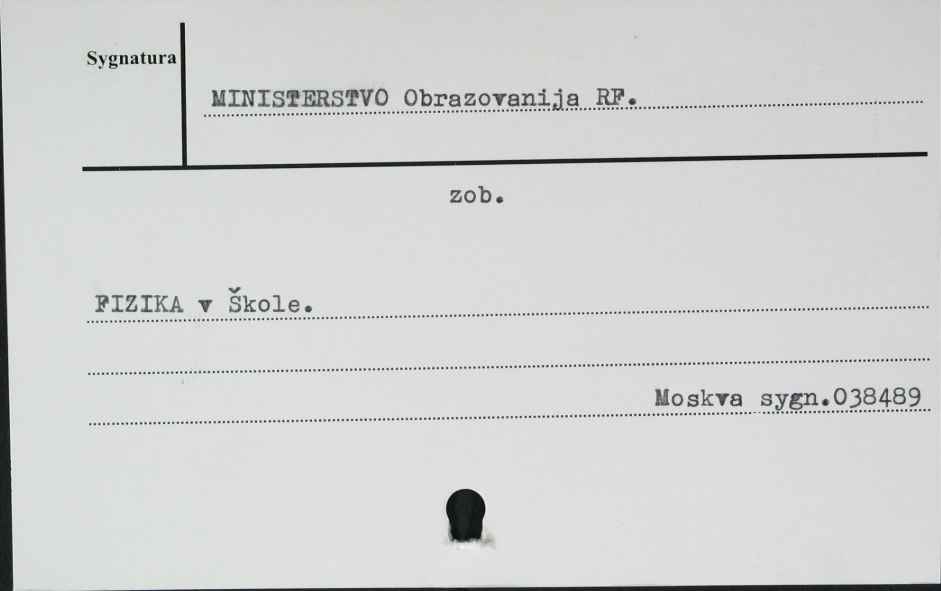 Sygnatura
MINISTERSTVO Obrazovanija RF.
zob.
FIZIKA v Škole.
Moskva sygn.038489